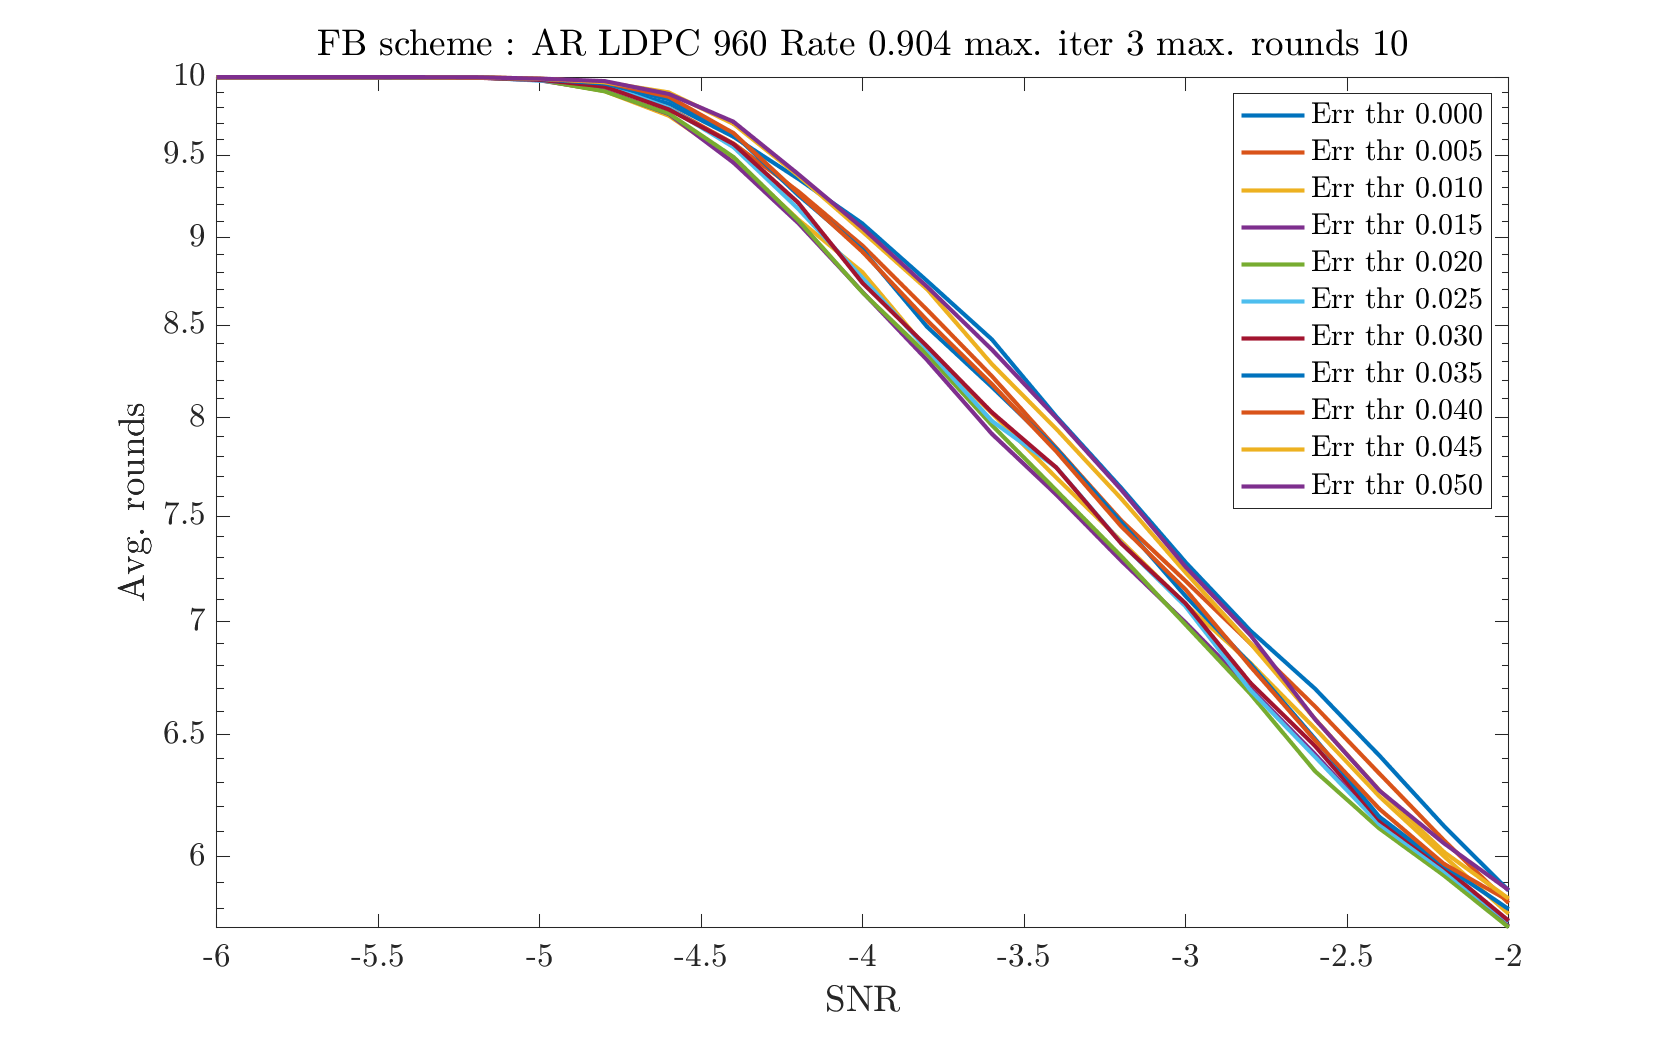 FB scheme : AR LDPC 960 Rate 0.904 max. iter 3 max. rounds 10
10
9.5
9
8.5
8
7.5
7
6.5
6
Avg. rounds
Err thr 0.000
Err thr 0.005
Err thr 0.010
Err thr 0.015
Err thr 0.020
Err thr 0.025
Err thr 0.030
Err thr 0.035
Err thr 0.040
Err thr 0.045
Err thr 0.050
-6 -5.5 -5 -4.5 -4 -3.5 -3 -2.5 -2
SNR